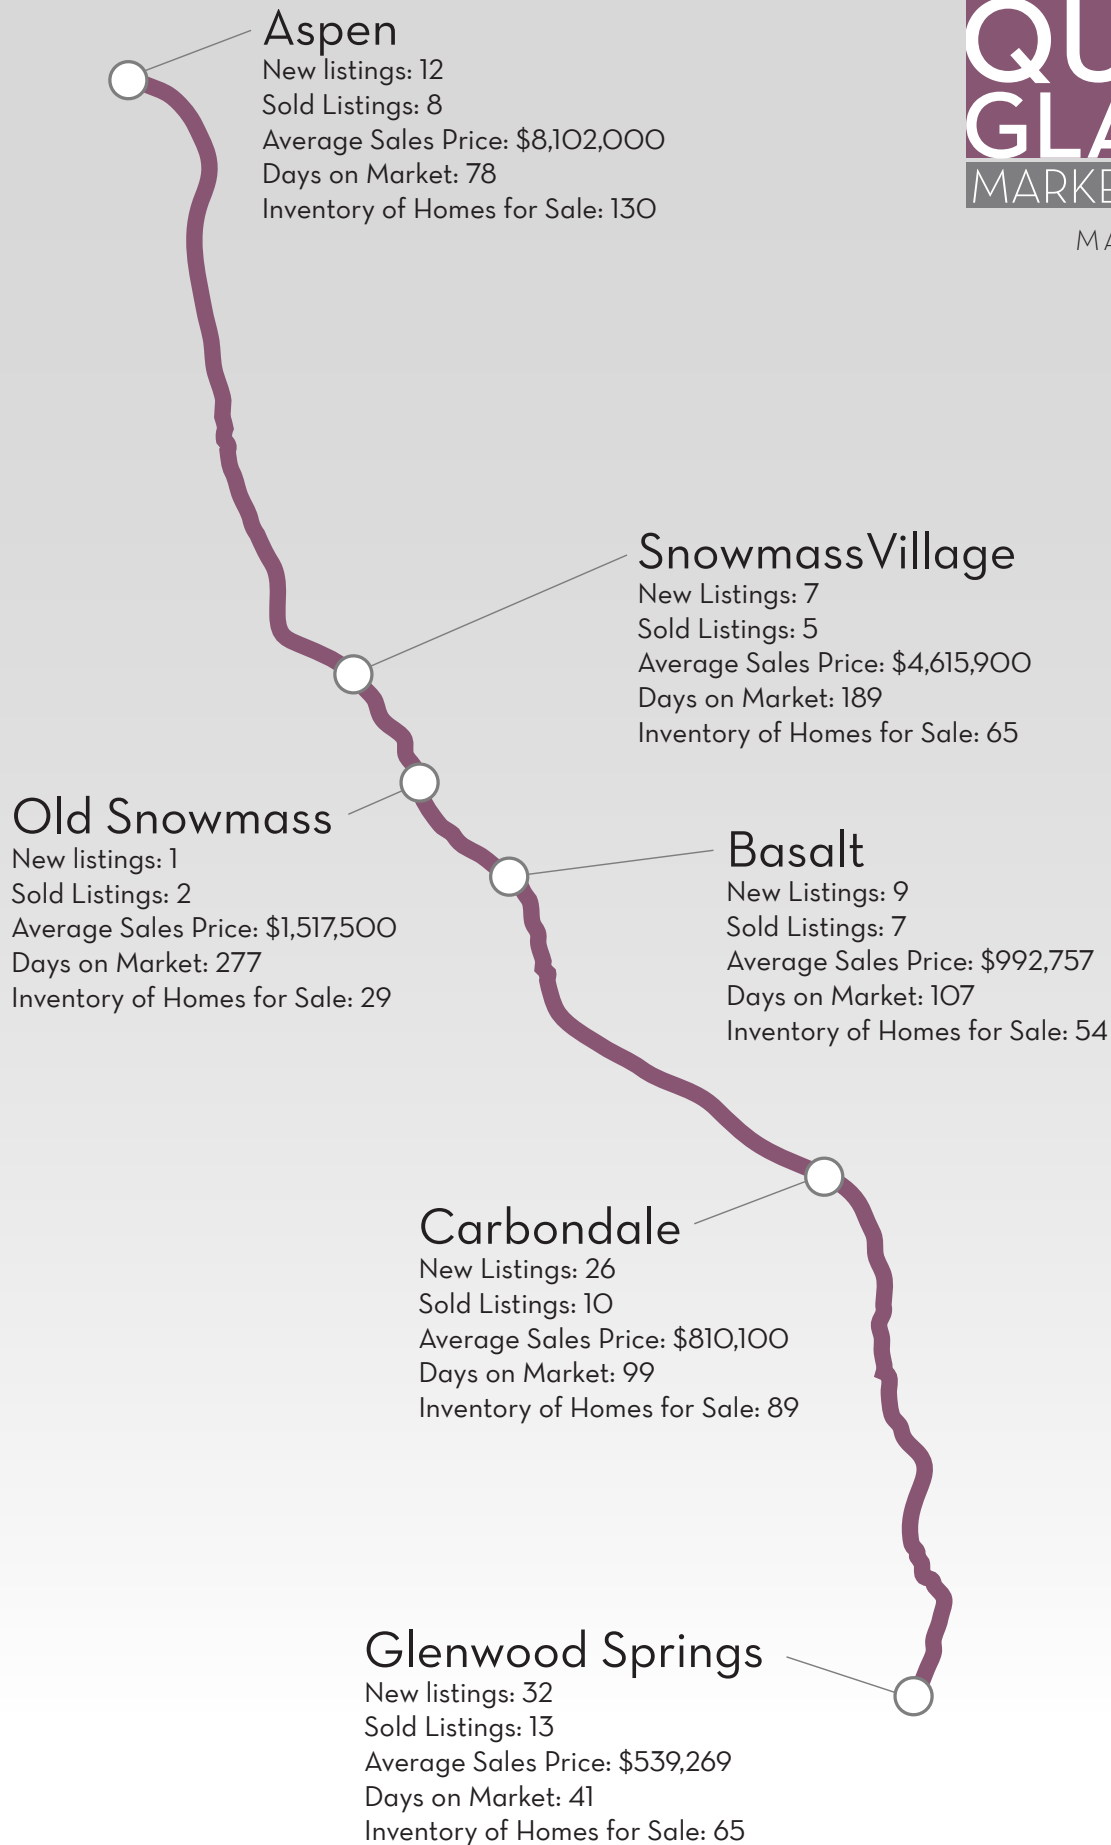 Aspen
New listings: 12
Sold Listings: 8
Average Sales Price: $8,102,000
Days on Market: 78
Inventory of Homes for Sale: 130
Snowmass Village
New Listings: 7
Sold Listings: 5
Average Sales Price: $4,615,900
Days on Market: 189
Inventory of Homes for Sale: 65
Old Snowmass
New listings: 1
Sold Listings: 2
Average Sales Price: $1,517,500
Days on Market: 277
Inventory of Homes for Sale: 29
Basalt
New Listings: 9
Sold Listings: 7
Average Sales Price: $992,757
Days on Market: 107
Inventory of Homes for Sale: 54
Carbondale
New Listings: 26
Sold Listings: 10
Average Sales Price: $810,100
Days on Market: 99
Inventory of Homes for Sale: 89
Glenwood Springs
New listings: 32
Sold Listings: 13
Average Sales Price: $539,269
Days on Market: 41
Inventory of Homes for Sale: 65